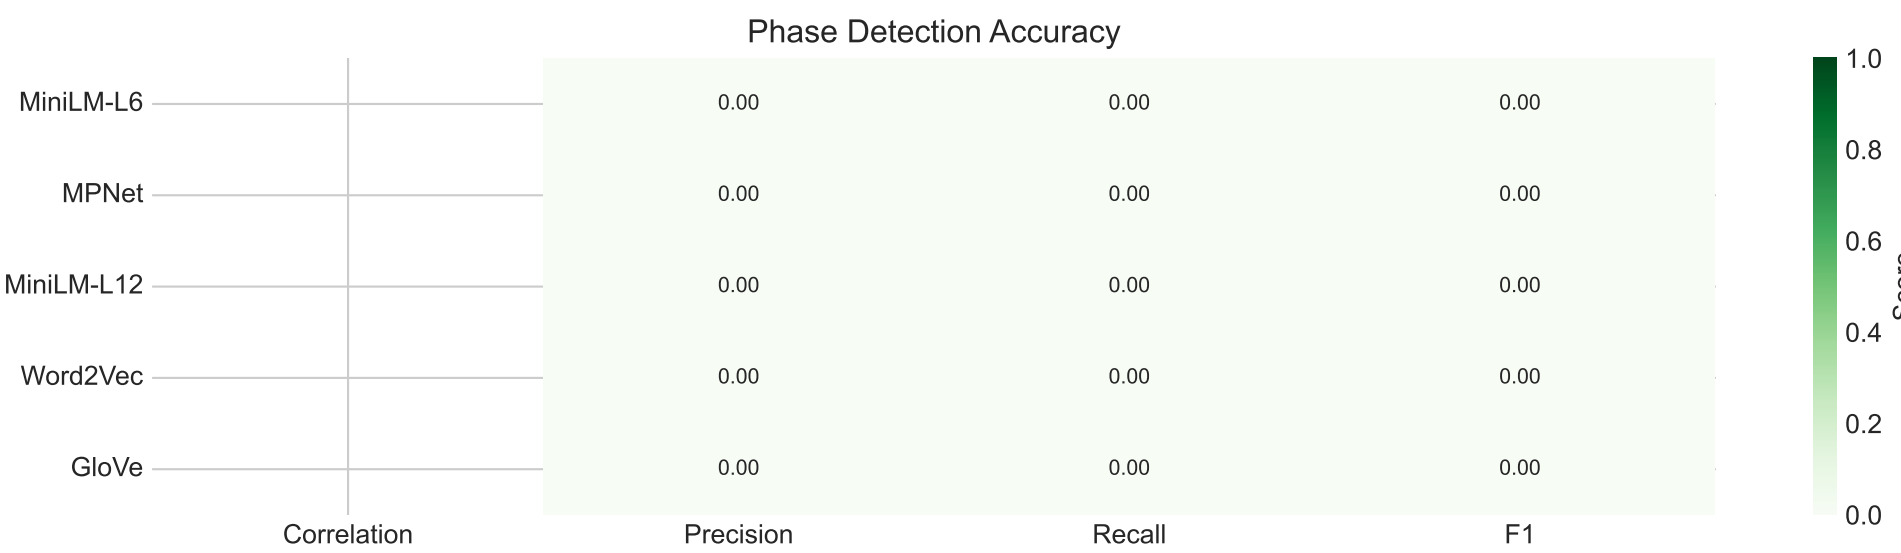 Phase Detection Accuracy
MiniLM-L6 0.00 0.00 0.00
MPNet 0.00 0.00 0.00
MiniLM-L12 0.00 0.00 0.00
Word2Vec 0.00 0.00 0.00
GloVe 0.00 0.00 0.00
Correlation Precision Recall F1
1.0
0.8
0.6
0.4
0.2
0.0